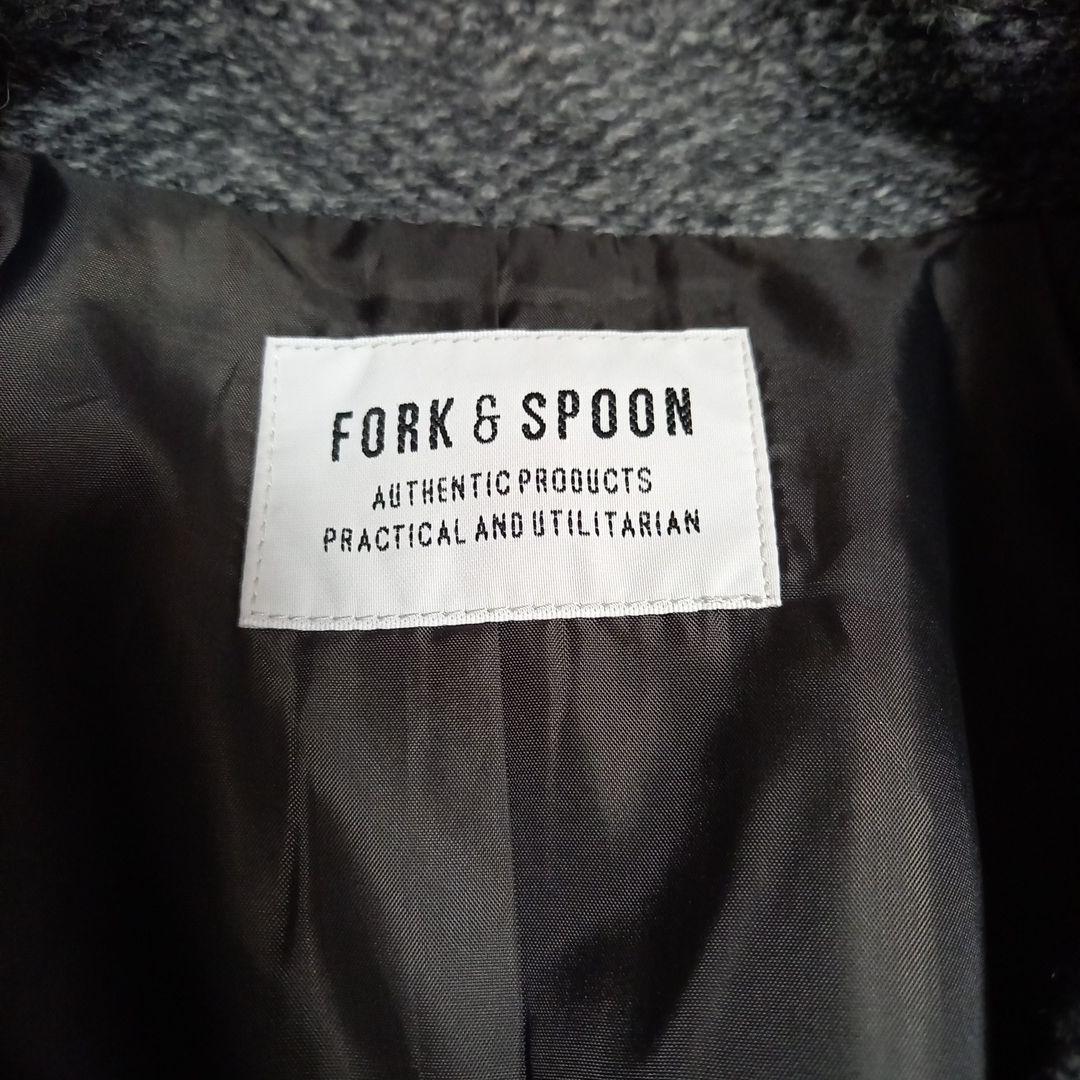 FORK & SPOON
AUTHENTIC PRODUCTS
PRACTICAL AND UTILITARIAN